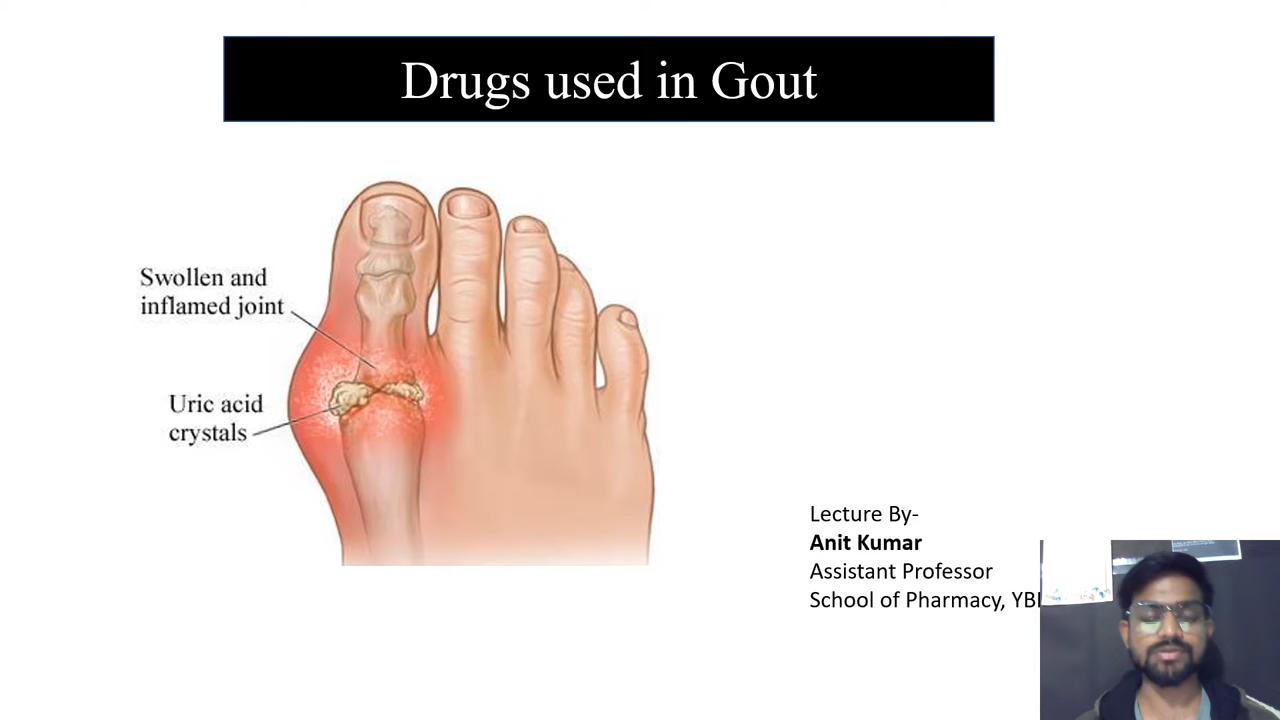 Drugs used in Gout
Swollen and
inflamed joint
Uric acid
crystals
Lecture By-
Anit Kumar
Assistant Professor
School of Pharmacy,